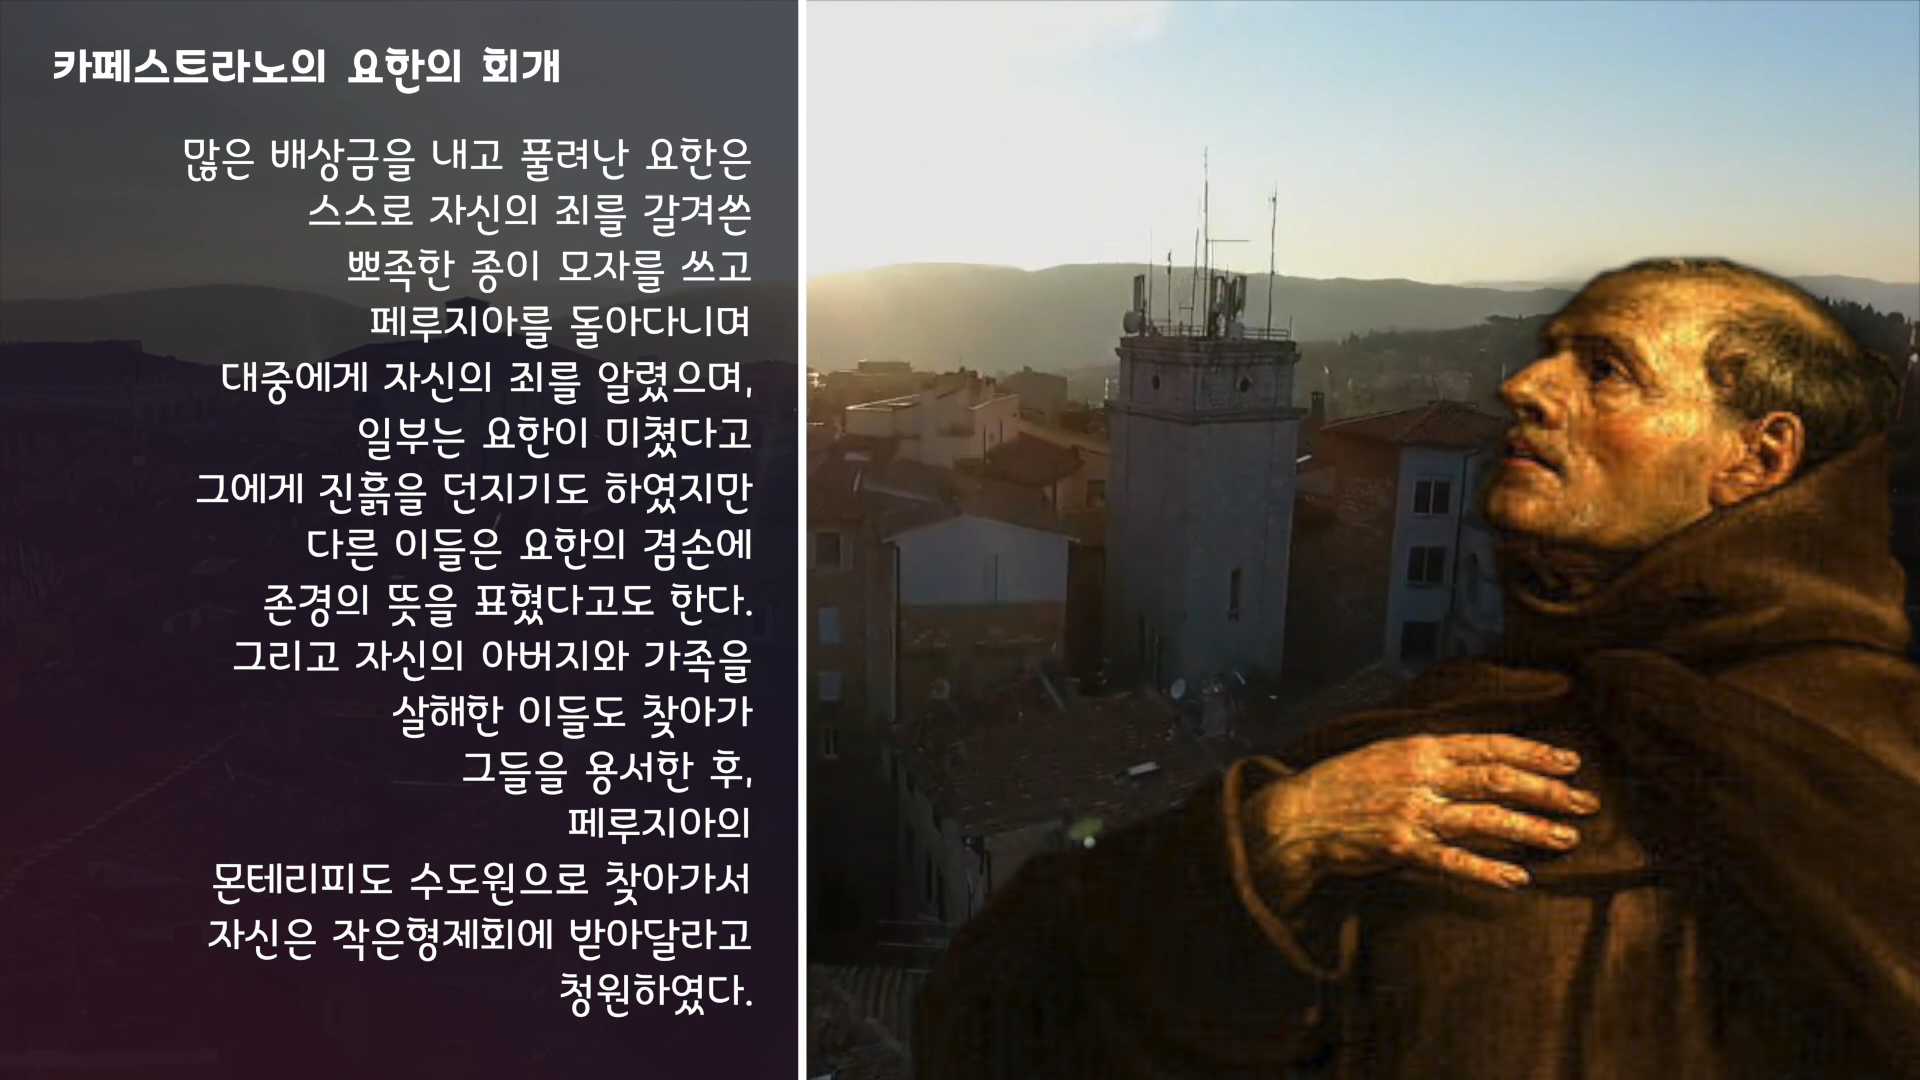 카페스트라노의 요한의 회개
많은 배상금을 내고 풀려난 요한은
스스로 자신의 죄를 갈겨쓴
뾰족한 종이 모자를 쓰고
페루지아를 돌아다니며
대중에게 자신의 죄를 알렸으며,
일부는 요한이 미쳤다고
그에게 진흙을 던지기도 하였지만
다른 이들은 요한의 겸손에
존경의 뜻을 표혔다고도 한다.
그리고 자신의 아버지와 가족을
살해한 이들도 찾아가
그들을 용서한 후,
페루지아의
몬테리피도 수도원으로 찾아가서
자신은 작은형제회에 받아달라고
청원하였다.